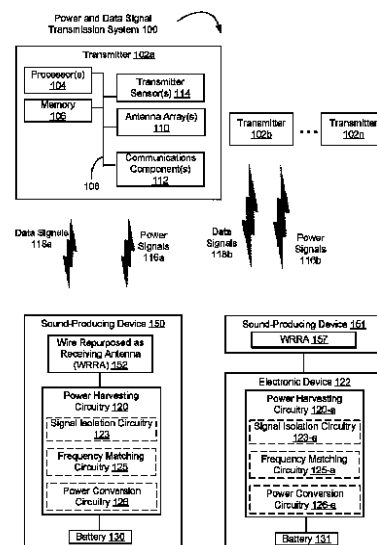 Power and Data Signal
Transmission System 100
Transmitter 102a
Processor(s)
104
Memory
106
Transmitter
Sensor(s) 114
Antenna Array(s)
110
Communications
Component(s)
112
108
Transmitter
102b
...
Transmitter
102n
Data Signals
118a
Power
Signals
116a
Data
Signals
118b
Power
Signals
116b
Sound-Producing Device 150
Wire Repurposed as
Receiving Antenna
(WRRA) 152
Power Harvesting
Circuitry 120
Signal Isolation Circuitry
123
Frequency Matching
Circuitry 125
Power Conversion
Circuitry 126
Battery 130
Sound-Producing Device 151
WRRA 157
Electronic Device 122
Power Harvesting
Circuitry 120-a
Signal Isolation Circuitry
123-a
Frequency Matching
Circuitry 125-a
Power Conversion
Circuitry 126-a
Battery 131